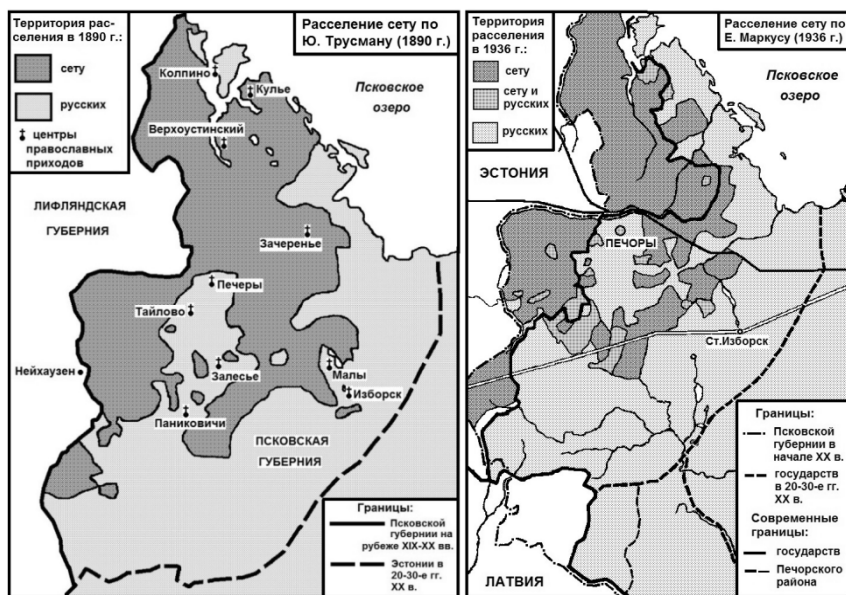 Территория рас-
селения в 1890 г.:
сету
русских
центры
православных
приходов
Расселение сету по
Ю. Трусману (1890 г.)
Колпино
Кулье
Псковское
озеро
Верхоустинский
ЛИФЛЯНДСКАЯ
ГУБЕРНИЯ
Зачеренье
Печеры
Тайлово
Нейхаузен
Залесье
Малы
Изборск
Паниковичи
ПСКОВСКАЯ
ГУБЕРНИЯ
Границы:
Псковской
губернии на
рубеже XIX-XX вв.
Эстонии в
20-30-е гг.
XX в.
Территория
расселения
в 1936 г.:
сету
сету и
русских
русских
Расселение сету по
Е. Маркусу (1936 г.)
Псковское
озеро
ЭСТОНИЯ
ПЕЧОРЫ
Ст.Изборск
ЛАТВИЯ
Границы:
Псковской
губернии в
начале XX в.
государств
в 20-30-е гг.
XX в.
Современные
границы:
государств
Печорского
района